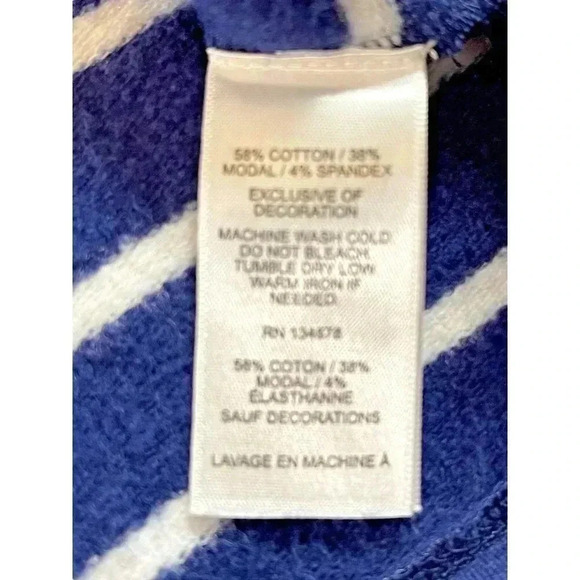 58% COTTON / 38%
MODAL / 4% SPANDEX
EXCLUSIVE OF
DECORATION
MACHINE WASH COLD
DO NOT BLEACH
TUMBLE DRY LOW
WARM IRON IF
NEEDED
RN 134478
58% COTON / 38%
MODAL / 4%
ÉLASTHANNE
SAUF DECORATIONS
LAVAGE EN MACHINE À